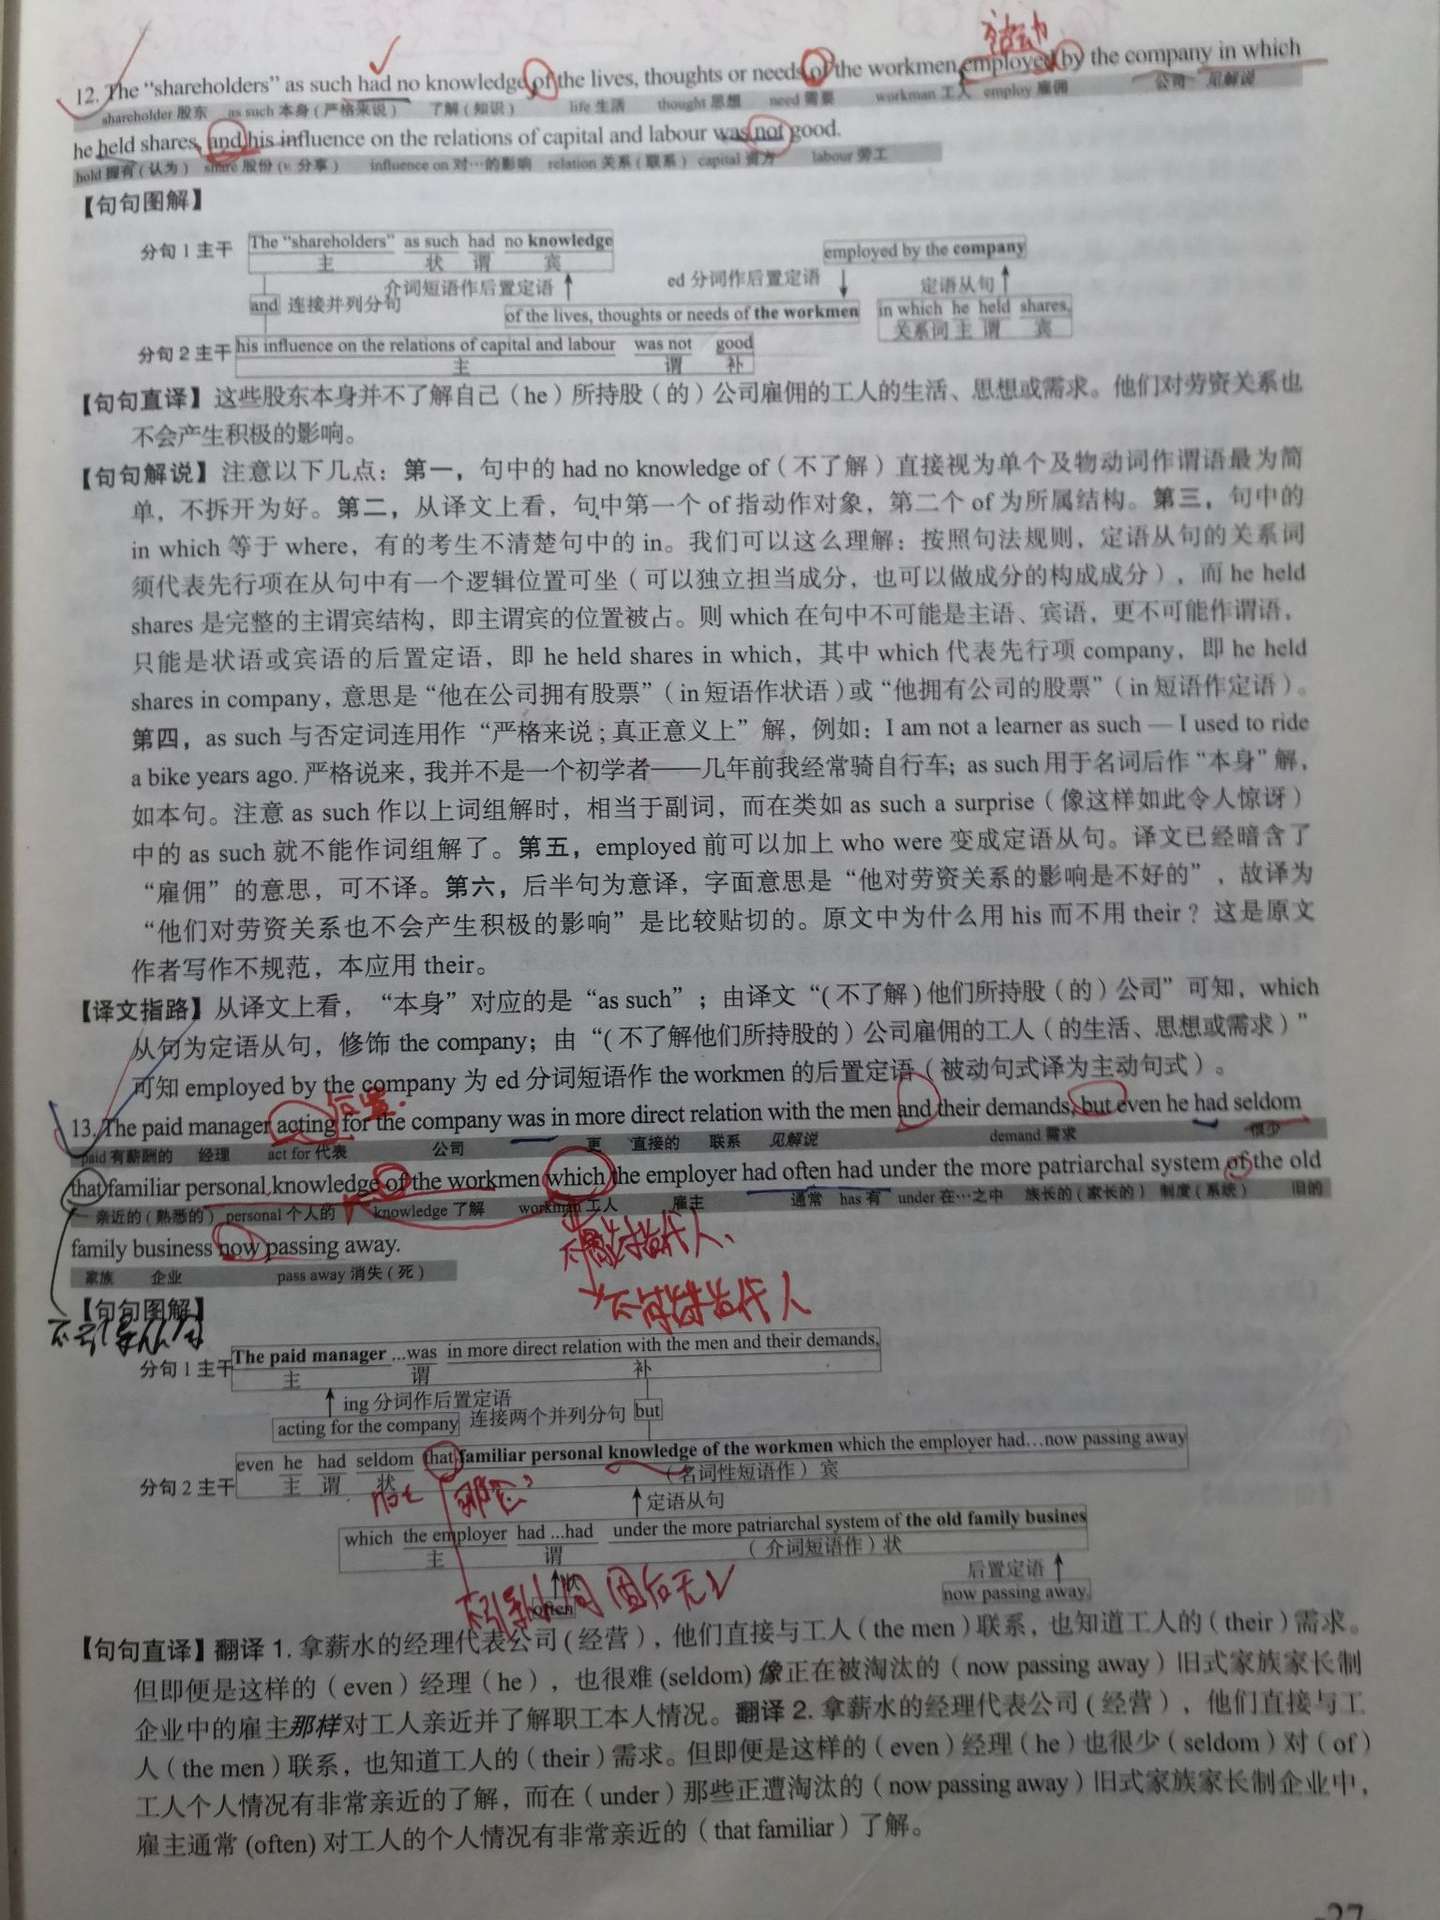 主动
12. The “shareholders” as such had no knowledge of the lives, thoughts or needs of the workmen employed by the company in which
shareholder 股东 as such 本身(严格来说) 了解(知识) life 生活 thought 思想 need 需要 workman 工人 employ 雇佣 公司 见解说
he held shares, and his influence on the relations of capital and labour was not good.
hold 拥有(认为) share 股份(v. 分享) influence on 对…的影响 relation 关系(联系) capital 资方 labour 劳工
【句句图解】
分句1主干 The “shareholders” as such had no knowledge employed by the company
主 状 谓 宾
介词短语作后置定语 ed 分词作后置定语 定语从句
and 连接并列分句 of the lives, thoughts or needs of the workmen in which he held shares,
关系词 主 谓 宾
分句2主干 his influence on the relations of capital and labour was not good
主 谓 补
【句句直译】这些股东本身并不了解自己(he)所持股(的)公司雇佣的工人的生活、思想或需求。他们对劳资关系也
不会产生积极的影响。
【句句解说】注意以下几点：第一，句中的 had no knowledge of(不了解)直接视为单个及物动词作谓语最为简
单，不拆开为好。第二，从译文上看，句中第一个 of 指动作对象，第二个 of 为所属结构。第三，句中的
in which 等于 where，有的考生不清楚句中的 in。我们可以这么理解：按照句法规则，定语从句的关系词
须代表先行项在从句中有一个逻辑位置可坐(可以独立担当成分，也可以做成分的构成成分)，而 he held
shares 是完整的主谓宾结构，即主谓宾的位置被占。则 which 在句中不可能是主语、宾语，更不可能作谓语，
只能是状语或宾语的后置定语，即 he held shares in which，其中 which 代表先行项 company，即 he held
shares in company，意思是“他在公司拥有股票”(in 短语作状语)或“他拥有公司的股票”(in 短语作定语)。
第四，as such 与否定词连用作“严格来说；真正意义上”解，例如：I am not a learner as such — I used to ride
a bike years ago. 严格说来，我并不是一个初学者——几年前我经常骑自行车；as such 用于名词后作“本身”解，
如本句。注意 as such 作以上词组解时，相当于副词，而在类如 as such a surprise(像这样如此令人惊讶)
中的 as such 就不能作词组解了。第五，employed 前可以加上 who were 变成定语从句。译文已经暗含了
“雇佣”的意思，可不译。第六，后半句为意译，字面意思是“他对劳资关系的影响是不好的”，故译为
“他们对劳资关系也不会产生积极的影响”是比较贴切的。原文中为什么用 his 而不用 their？这是原文
作者写作不规范，本应用 their。
【译文指路】从译文上看，“本身”对应的是“as such”；由译文“(不了解)他们所持股(的)公司”可知，which
从句为定语从句，修饰 the company；由“(不了解他们所持股的)公司雇佣的工人(的生活、思想或需求)”
可知 employed by the company 为 ed 分词短语作 the workmen 的后置定语(被动句式译为主动句式)。
后置.
13. The paid manager acting for the company was in more direct relation with the men and their demands, but even he had seldom
paid 有薪酬的 经理 act for 代表 公司 更 直接的 联系 见解说 demand 需求 很少
that familiar personal knowledge of the workmen which the employer had often had under the more patriarchal system of the old
亲近的(熟悉的) personal 个人的 knowledge 了解 workman 工人 雇主 通常 has 有 under 在…之中 族长的(家长的) 制度(系统) 旧的
family business now passing away.
家族 企业 pass away 消失(死)
指代人、
指代人
【句句图解】
分句1主干 The paid manager ...was in more direct relation with the men and their demands,
主 谓 补
ing 分词作后置定语
acting for the company 连接两个并列分句 but
分句2主干 even he had seldom that familiar personal knowledge of the workmen which the employer had…now passing away
主 谓 状 (名词性短语作)宾
定语从句
which the employer had ...had under the more patriarchal system of the old family busines
主 谓 (介词短语作)状
状 后置定语
often now passing away.
【句句直译】翻译 1. 拿薪水的经理代表公司(经营)，他们直接与工人(the men)联系，也知道工人的(their)需求。
但即便是这样的(even)经理(he)，也很难(seldom)像正在被淘汰的(now passing away)旧式家族家长制
企业中的雇主那样对工人亲近并了解职工本人情况。翻译 2. 拿薪水的经理代表公司(经营)，他们直接与工
人(the men)联系，也知道工人的(their)需求。但即便是这样的(even)经理(he)也很少(seldom)对(of)
工人个人情况有非常亲近的了解，而在(under)那些正遭淘汰的(now passing away)旧式家族家长制企业中，
雇主通常(often)对工人的个人情况有非常亲近的(that familiar)了解。